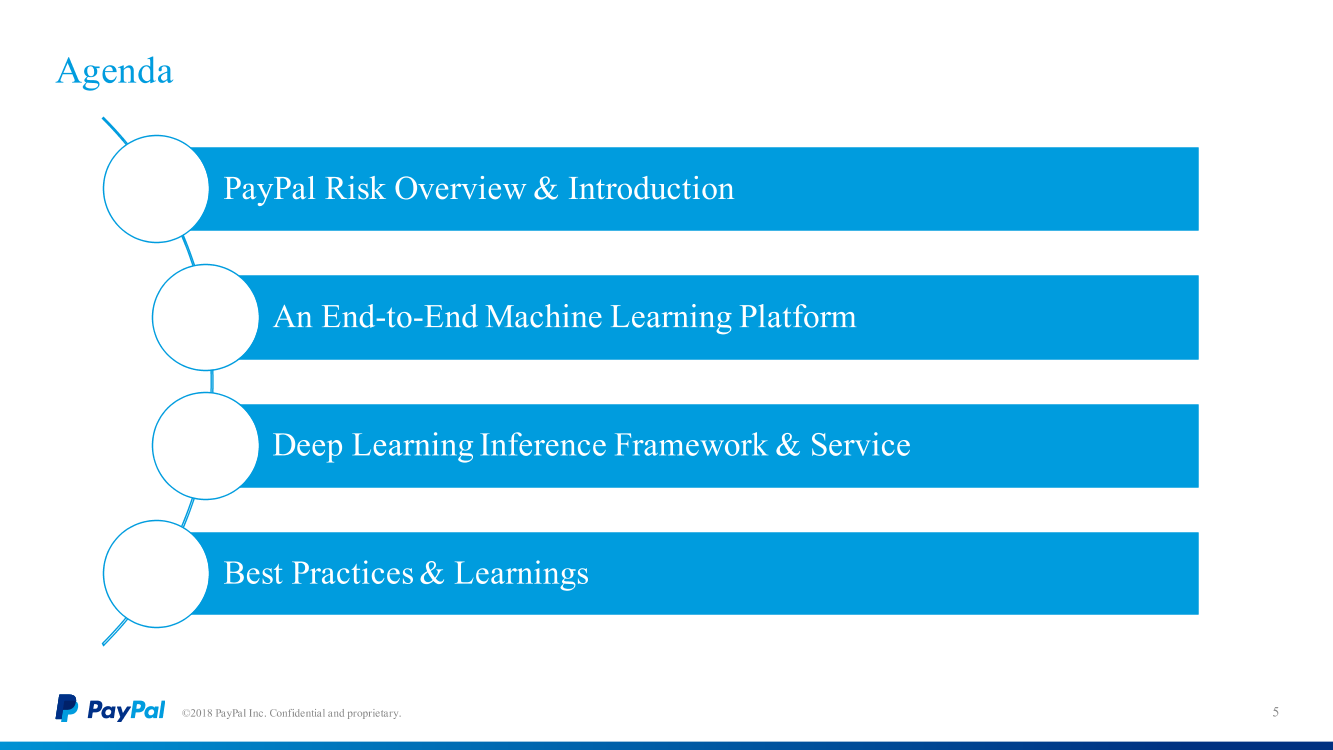 Agenda
PayPal Risk Overview & Introduction
An End-to-End Machine Learning Platform
Deep Learning Inference Framework & Service
Best Practices & Learnings
PayPal ©2018 PayPal Inc. Confidential and proprietary. 5